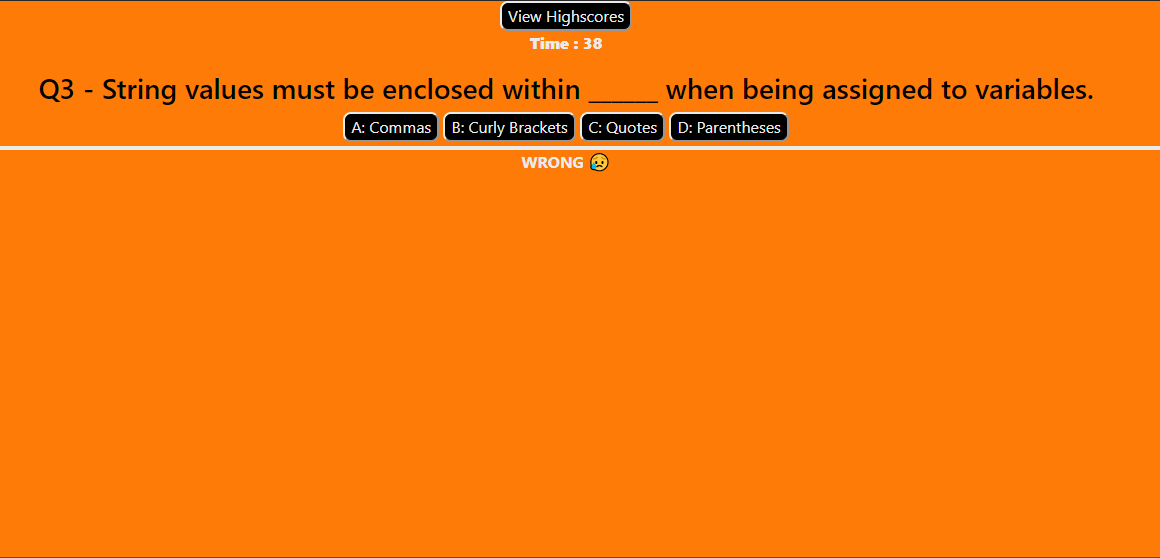 View Highscores
Time : 38
Q3 - String values must be enclosed within ______ when being assigned to variables.
A: Commas B: Curly Brackets C: Quotes D: Parentheses
WRONG 😥